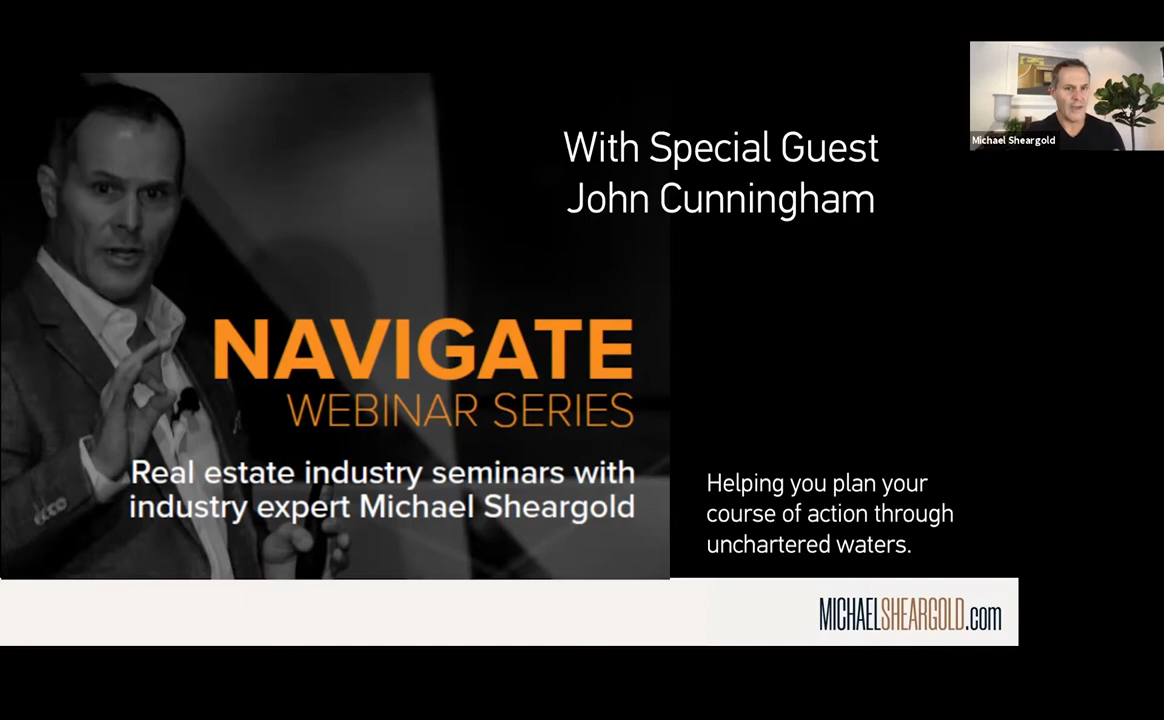 With Special Guest
John Cunningham
Michael Sheargold
NAVIGATE
WEBINAR SERIES
Real estate industry seminars with
industry expert Michael Sheargold
Helping you plan your
course of action through
unchartered waters.
MICHAELSHEARGOLD.com